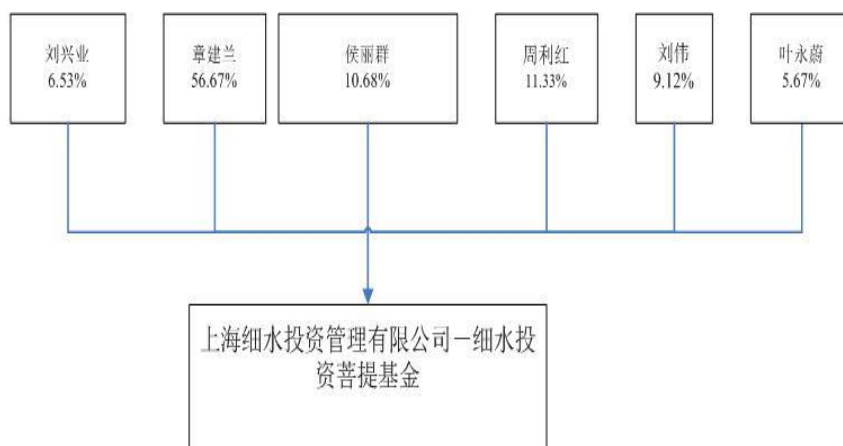 刘兴业
6.53%
章建兰
56.67%
侯丽群
10.68%
周利红
11.33%
刘伟
9.12%
叶永蔚
5.67%
上海细水投资管理有限公司－细水投
资菩提基金